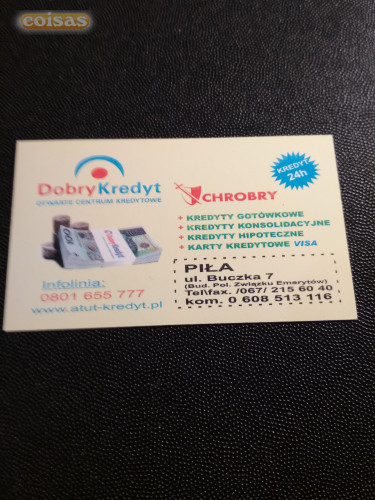 coisas
DobryKredyt
OTWARTE CENTRUM KREDYTOWE
CHROBRY
KREDYT
24h
+ KREDYTY GOTÓWKOWE
+ KREDYTY KONSOLIDACYJNE
+ KREDYTY HIPOTECZNE
+ KARTY KREDYTOWE VISA
Infolinia:
0801 655 777
www.atut-kredyt.pl
PIŁA
ul. Buczka 7
(Bud. Pol. Związku Emerytów)
Tel\fax. /067/ 215 60 40
kom. 0 608 513 116